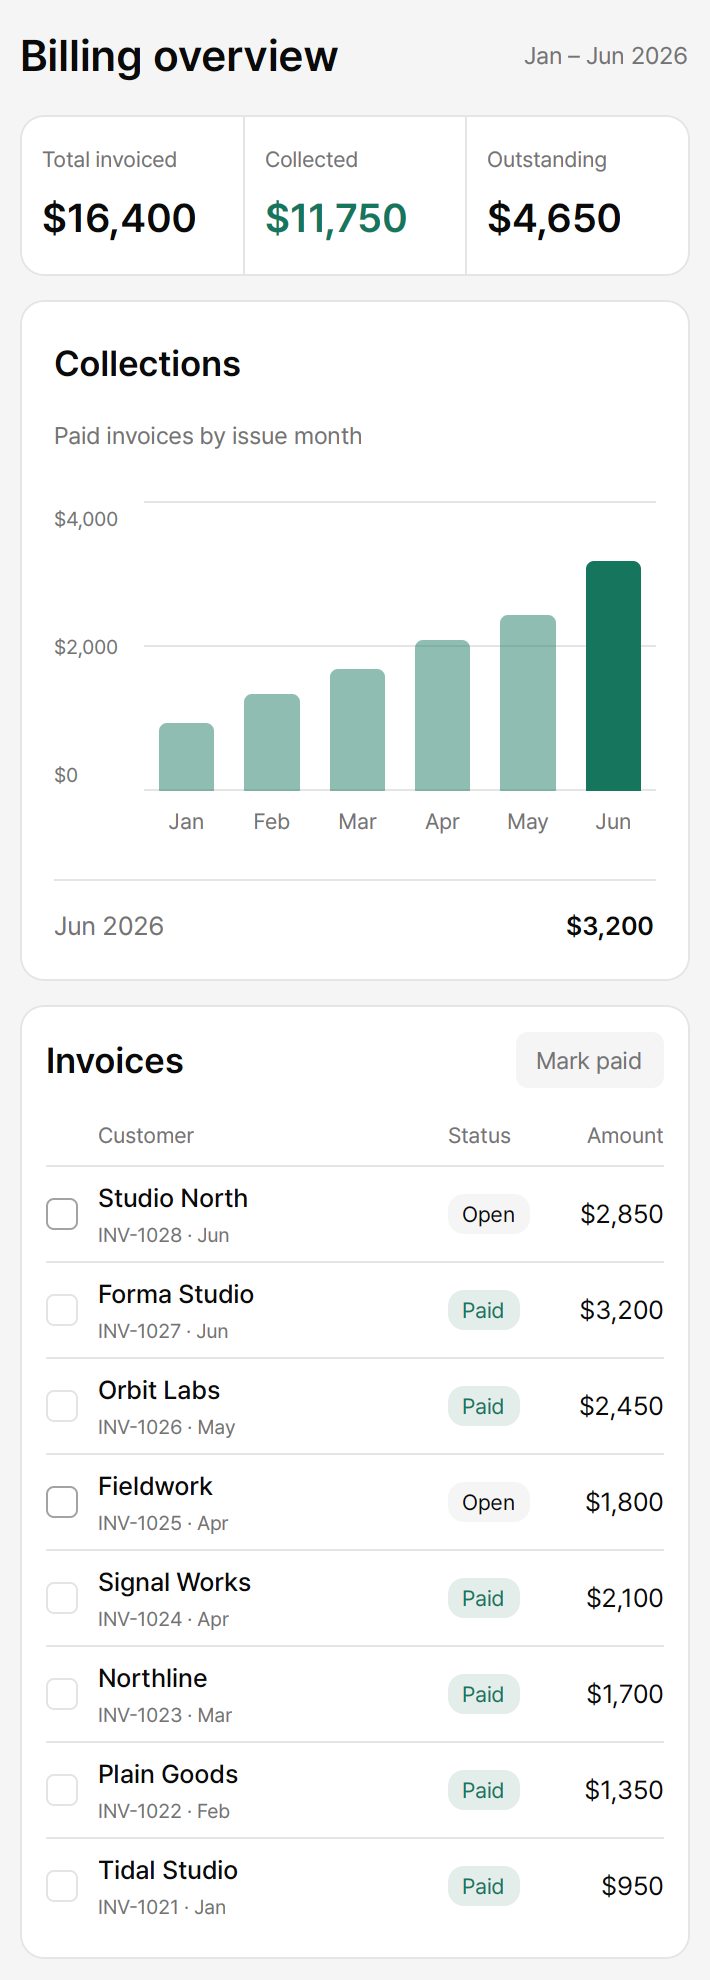 Billing overview
Jan – Jun 2026
Total invoiced
Collected
Outstanding
$16,400
$11,750
$4,650
Collections
Paid invoices by issue month
$4,000
$2,000
$0
Jan Feb Mar Apr May Jun
Jun 2026
$3,200
Invoices
Mark paid
Customer Status Amount
Studio North
INV-1028 · Jun
Open
$2,850
Forma Studio
INV-1027 · Jun
Paid
$3,200
Orbit Labs
INV-1026 · May
Paid
$2,450
Fieldwork
INV-1025 · Apr
Open
$1,800
Signal Works
INV-1024 · Apr
Paid
$2,100
Northline
INV-1023 · Mar
Paid
$1,700
Plain Goods
INV-1022 · Feb
Paid
$1,350
Tidal Studio
INV-1021 · Jan
Paid
$950